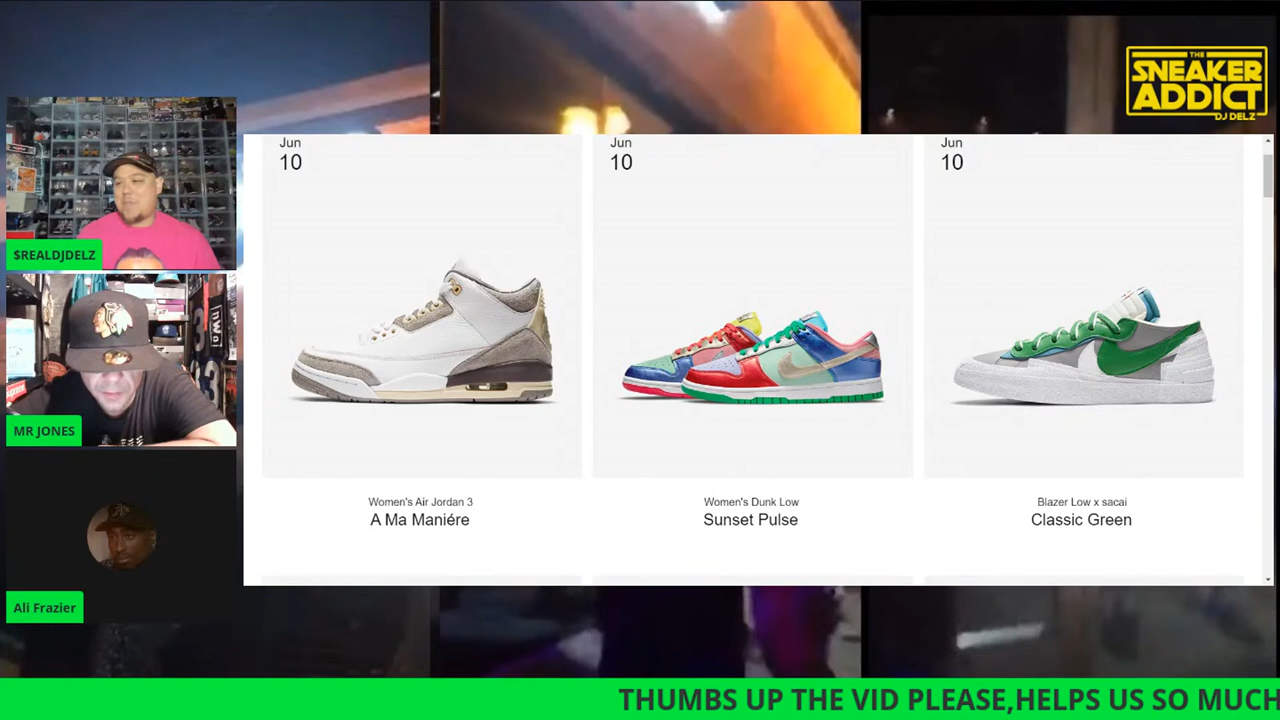 THE
SNEAKER
ADDICT
DJ DELZ
Jun
10
Jun
10
Jun
10
$REALDJDELZ
MR JONES
nWo
Women's Air Jordan 3
A Ma Maniére
Women's Dunk Low
Sunset Pulse
Blazer Low x sacai
Classic Green
Ali Frazier
THUMBS UP THE VID PLEASE,HELPS US SO MUCH